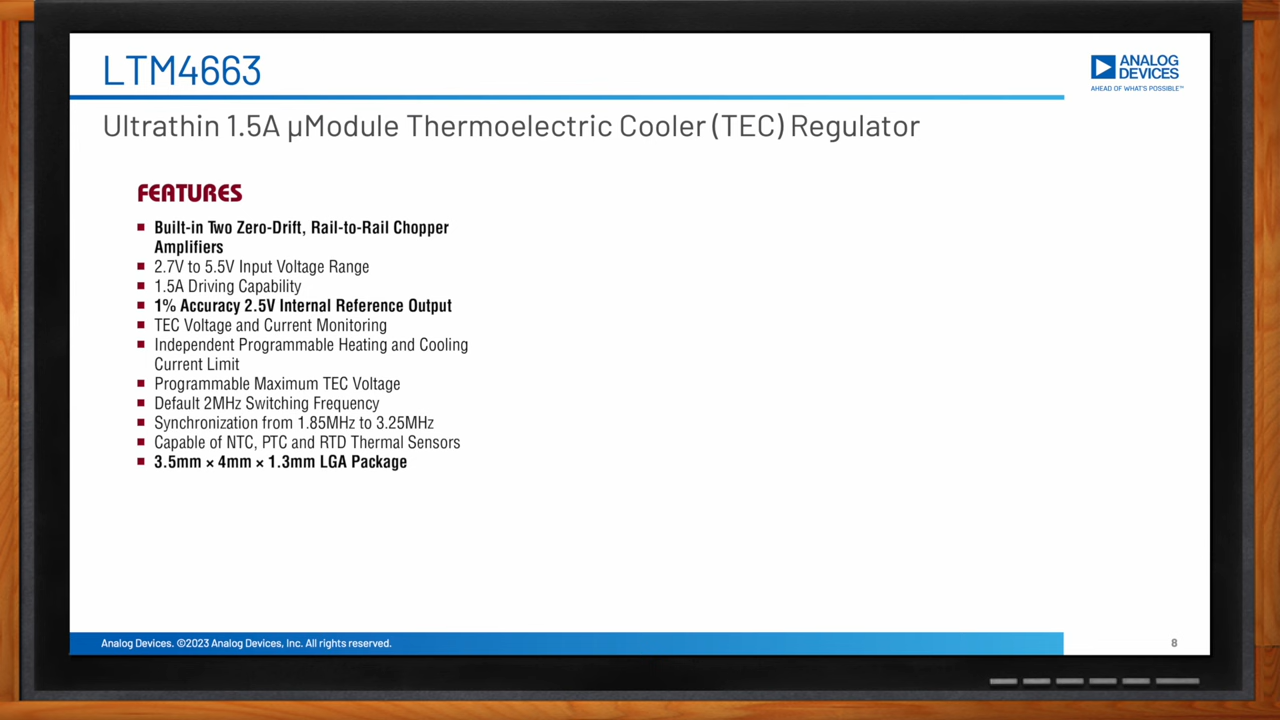 LTM4663
ANALOG
DEVICES
AHEAD OF WHAT'S POSSIBLE™
Ultrathin 1.5A µModule Thermoelectric Cooler (TEC) Regulator
FEATURES
Built-in Two Zero-Drift, Rail-to-Rail Chopper
Amplifiers
2.7V to 5.5V Input Voltage Range
1.5A Driving Capability
1% Accuracy 2.5V Internal Reference Output
TEC Voltage and Current Monitoring
Independent Programmable Heating and Cooling
Current Limit
Programmable Maximum TEC Voltage
Default 2MHz Switching Frequency
Synchronization from 1.85MHz to 3.25MHz
Capable of NTC, PTC and RTD Thermal Sensors
3.5mm × 4mm × 1.3mm LGA Package
Analog Devices. ©2023 Analog Devices, Inc. All rights reserved.
8